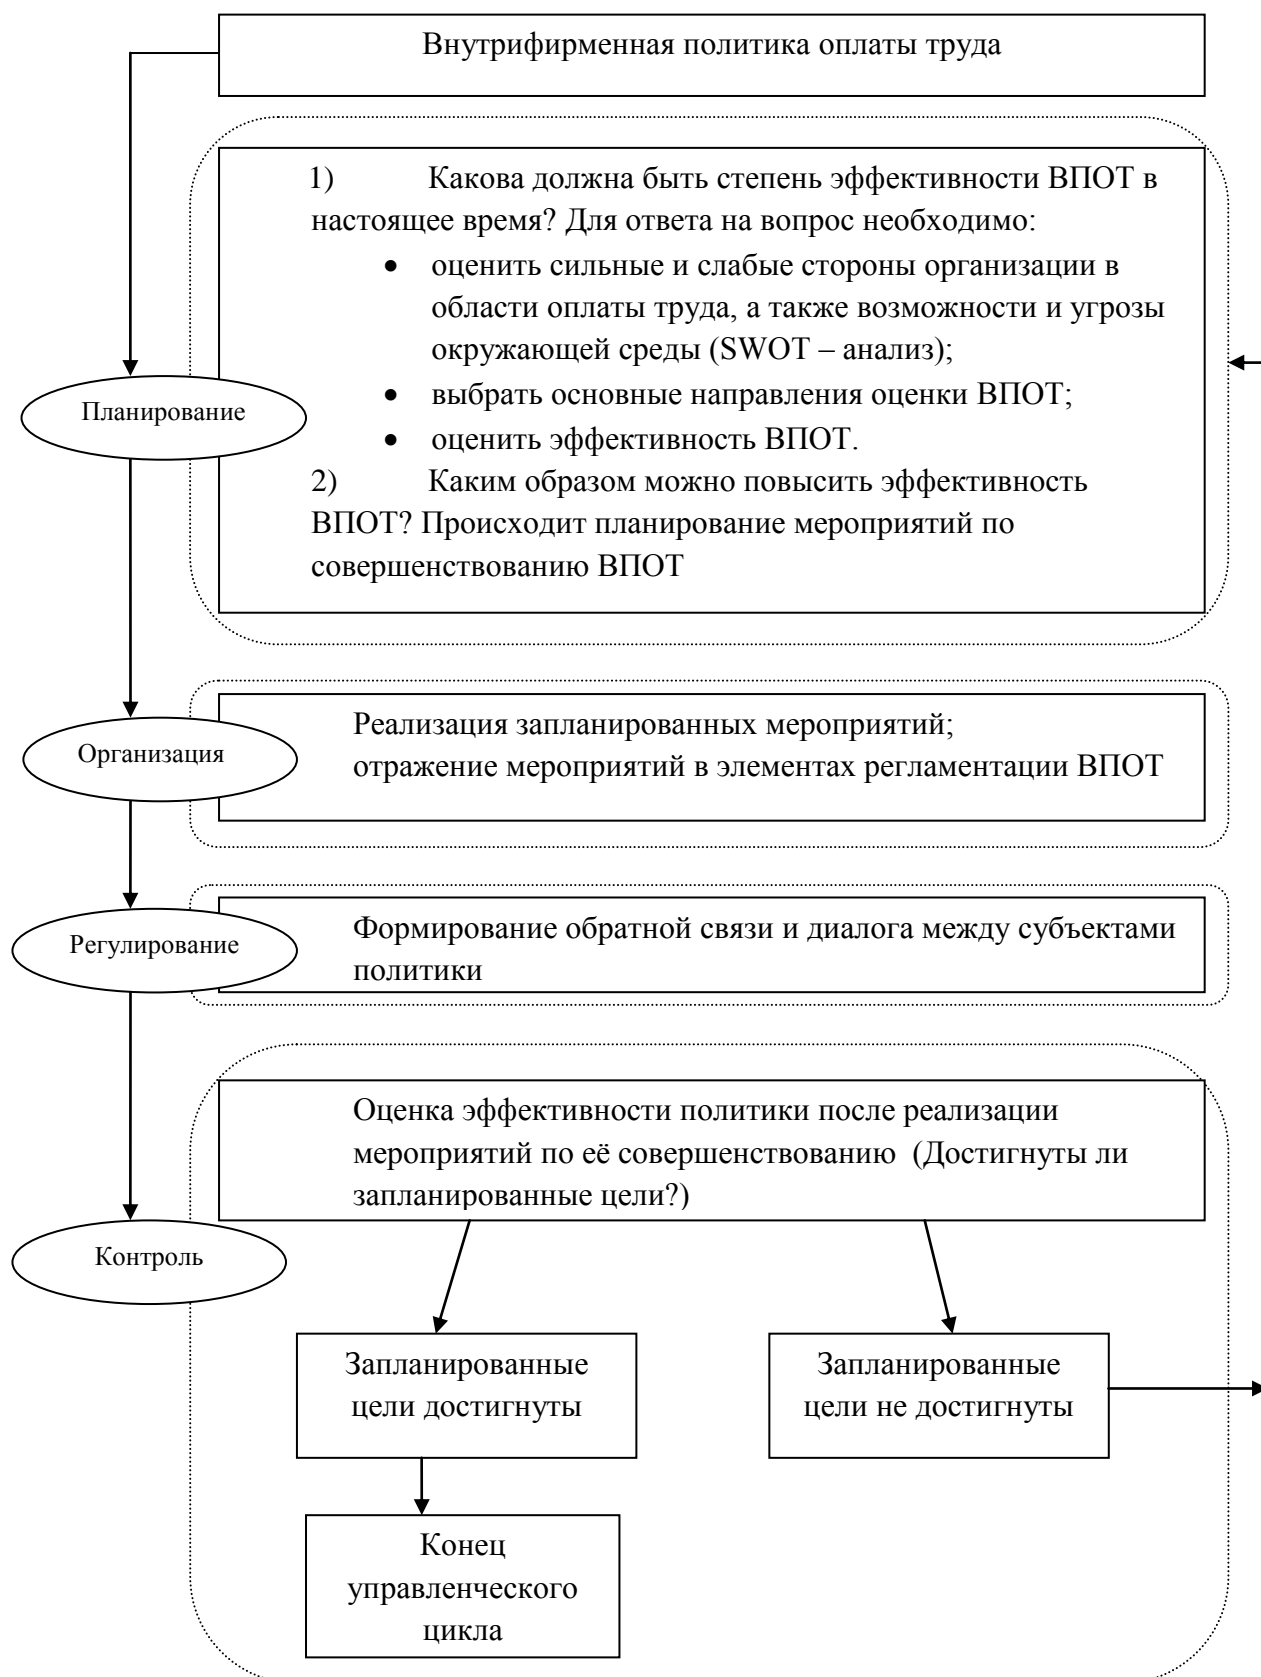 Внутрифирменная политика оплаты труда
1) Какова должна быть степень эффективности ВПОТ в
настоящее время? Для ответа на вопрос необходимо:
• оценить сильные и слабые стороны организации в
области оплаты труда, а также возможности и угрозы
окружающей среды (SWOT – анализ);
• выбрать основные направления оценки ВПОТ;
• оценить эффективность ВПОТ.
2) Каким образом можно повысить эффективность
ВПОТ? Происходит планирование мероприятий по
совершенствованию ВПОТ
Планирование
Реализация запланированных мероприятий;
отражение мероприятий в элементах регламентации ВПОТ
Организация
Формирование обратной связи и диалога между субъектами
политики
Регулирование
Оценка эффективности политики после реализации
мероприятий по её совершенствованию (Достигнуты ли
запланированные цели?)
Контроль
Запланированные
цели достигнуты
Запланированные
цели не достигнуты
Конец
управленческого
цикла